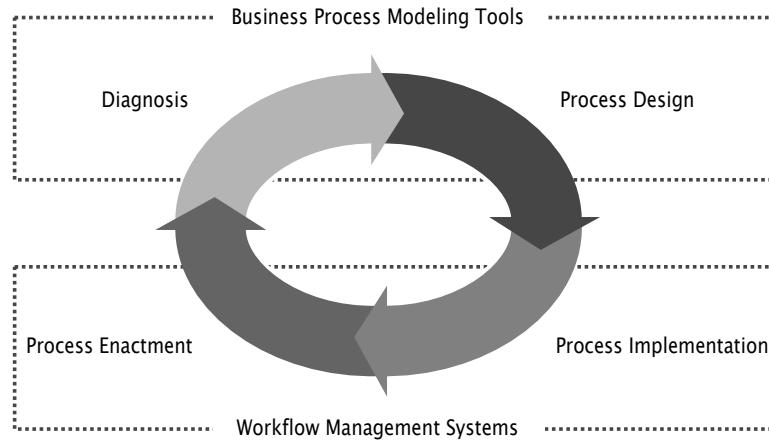 Business Process Modeling Tools
Diagnosis
Process Design
Process Enactment
Process Implementation
Workflow Management Systems